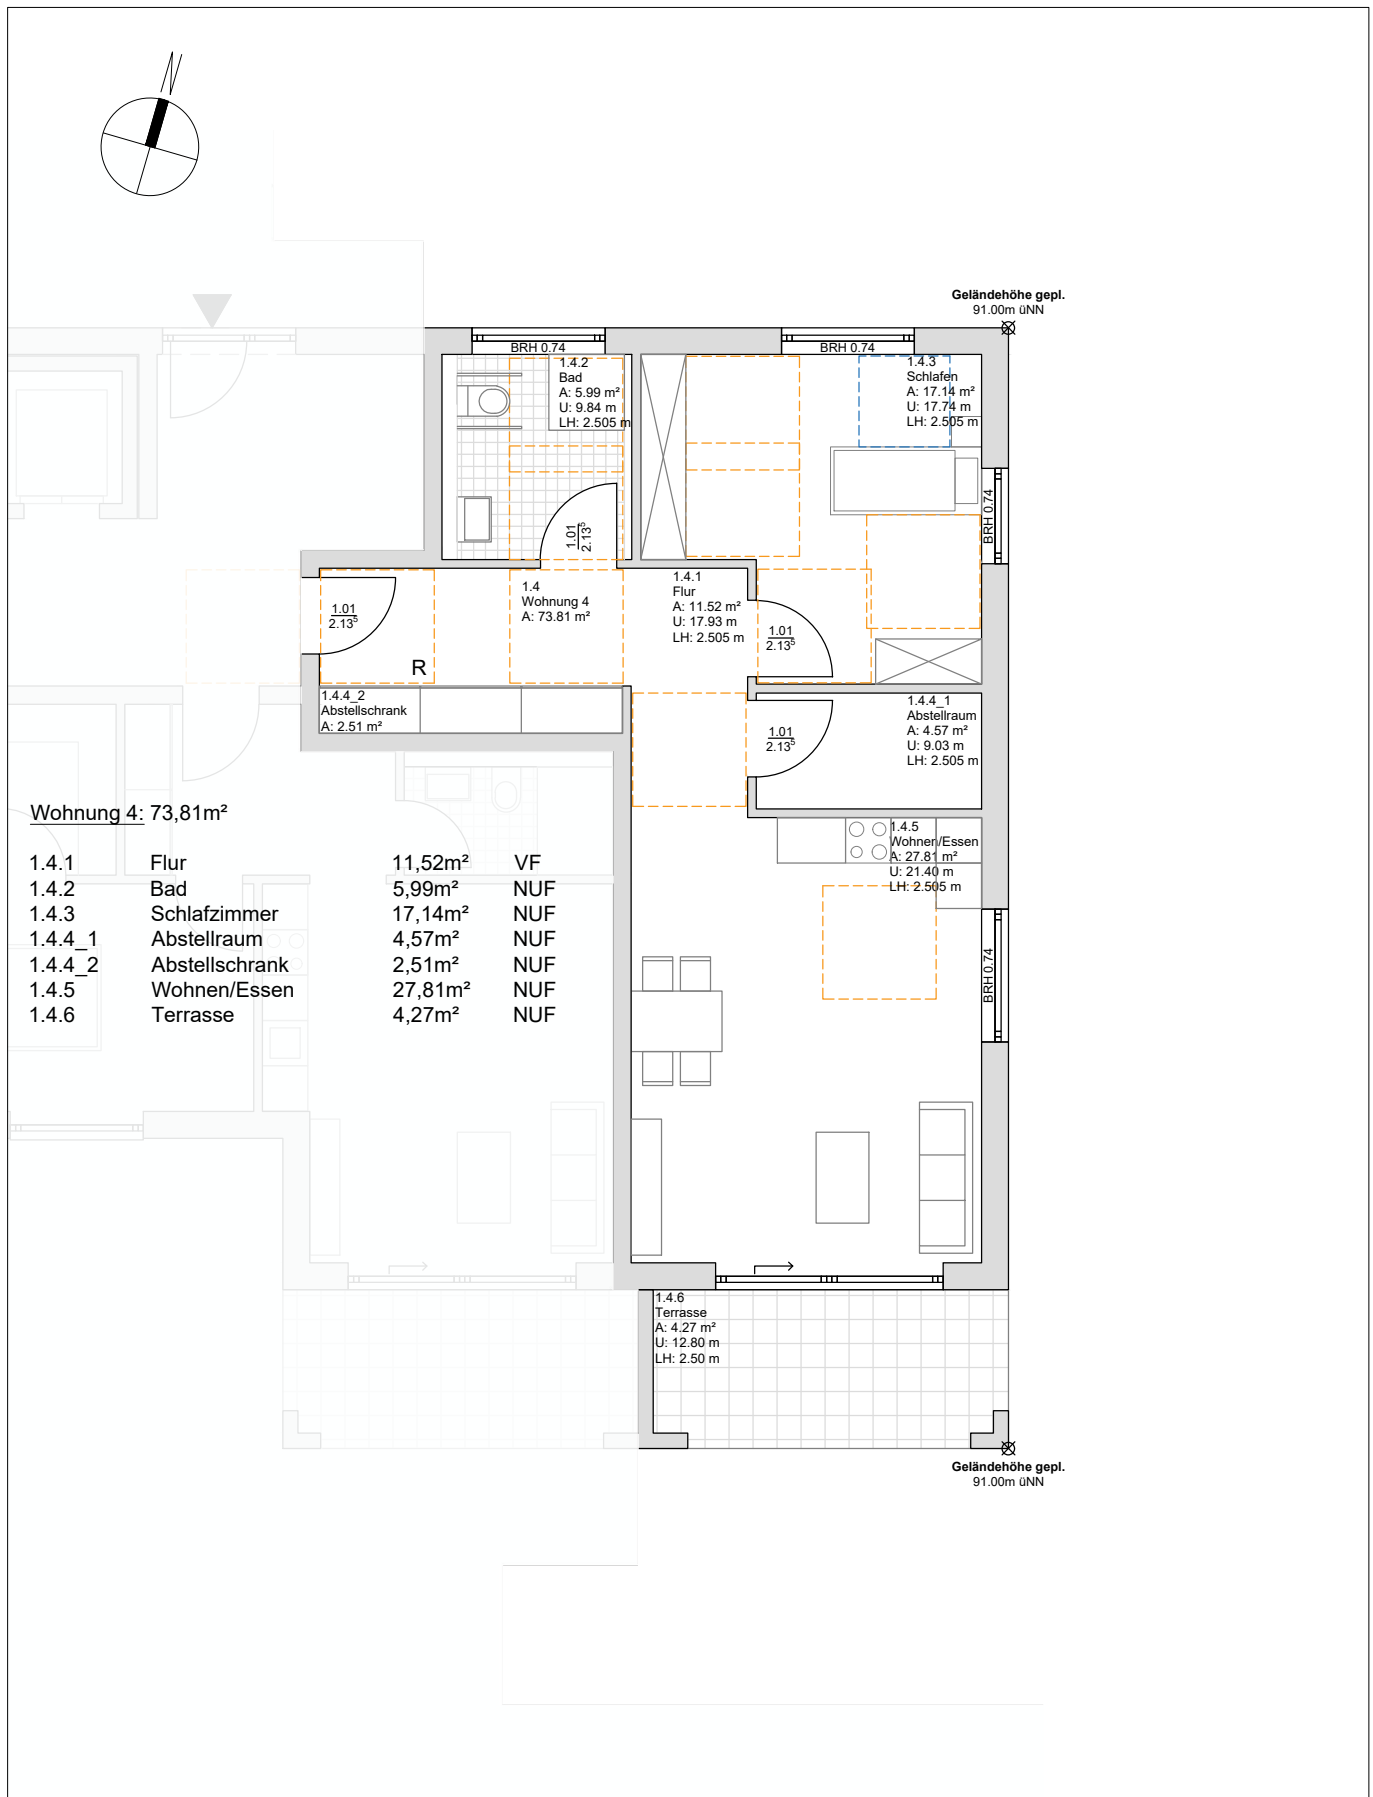 N
Geländehöhe gepl.
91.00m üNN
BRH 0.74
BRH 0.74
1.4.2
Bad
A: 5.99 m²
U: 9.84 m
LH: 2.505 m
1.4.3
Schlafen
A: 17.14 m²
U: 17.74 m
LH: 2.505 m
BRH 0.74
1.01
2.13⁵
1.4
Wohnung 4
A: 73.81 m²
1.4.1
Flur
A: 11.52 m²
U: 17.93 m
LH: 2.505 m
1.01
2.13⁵
1.01
2.13⁵
R
1.4.4_2
Abstellschrank
A: 2.51 m²
1.4.4_1
Abstellraum
A: 4.57 m²
U: 9.03 m
LH: 2.505 m
1.01
2.13⁵
Wohnung 4: 73,81m²
1.4.1 Flur 11,52m² VF
1.4.2 Bad 5,99m² NUF
1.4.3 Schlafzimmer 17,14m² NUF
1.4.4_1 Abstellraum 4,57m² NUF
1.4.4_2 Abstellschrank 2,51m² NUF
1.4.5 Wohnen/Essen 27,81m² NUF
1.4.6 Terrasse 4,27m² NUF
1.4.5
Wohnen/Essen
A: 27.81 m²
U: 21.40 m
LH: 2.505 m
BRH 0.74
1.4.6
Terrasse
A: 4.27 m²
U: 12.80 m
LH: 2.50 m
Geländehöhe gepl.
91.00m üNN